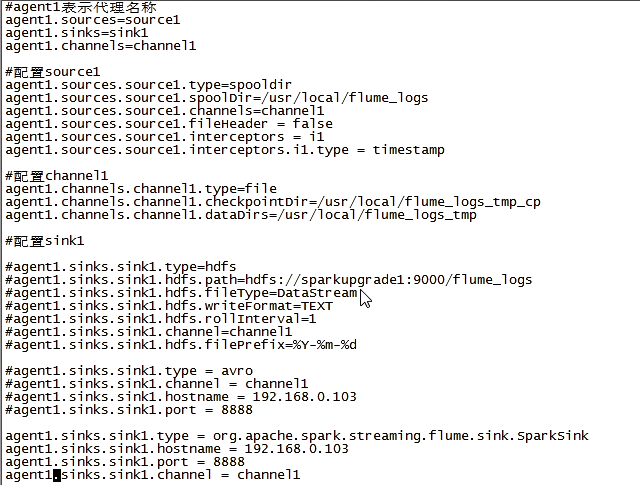 #agent1表示代理名称
agent1.sources=source1
agent1.sinks=sink1
agent1.channels=channel1
#配置source1
agent1.sources.source1.type=spooldir
agent1.sources.source1.spoolDir=/usr/local/flume_logs
agent1.sources.source1.channels=channel1
agent1.sources.source1.fileHeader = false
agent1.sources.source1.interceptors = i1
agent1.sources.source1.interceptors.i1.type = timestamp
#配置channel1
agent1.channels.channel1.type=file
agent1.channels.channel1.checkpointDir=/usr/local/flume_logs_tmp_cp
agent1.channels.channel1.dataDirs=/usr/local/flume_logs_tmp
#配置sink1
#agent1.sinks.sink1.type=hdfs
#agent1.sinks.sink1.hdfs.path=hdfs://sparkupgrade1:9000/flume_logs
#agent1.sinks.sink1.hdfs.fileType=DataStream
#agent1.sinks.sink1.hdfs.writeFormat=TEXT
#agent1.sinks.sink1.hdfs.rollInterval=1
#agent1.sinks.sink1.channel=channel1
#agent1.sinks.sink1.hdfs.filePrefix=%Y-%m-%d
#agent1.sinks.sink1.type = avro
#agent1.sinks.sink1.channel = channel1
#agent1.sinks.sink1.hostname = 192.168.0.103
#agent1.sinks.sink1.port = 8888
agent1.sinks.sink1.type = org.apache.spark.streaming.flume.sink.SparkSink
agent1.sinks.sink1.hostname = 192.168.0.103
agent1.sinks.sink1.port = 8888
agent1.sinks.sink1.channel = channel1